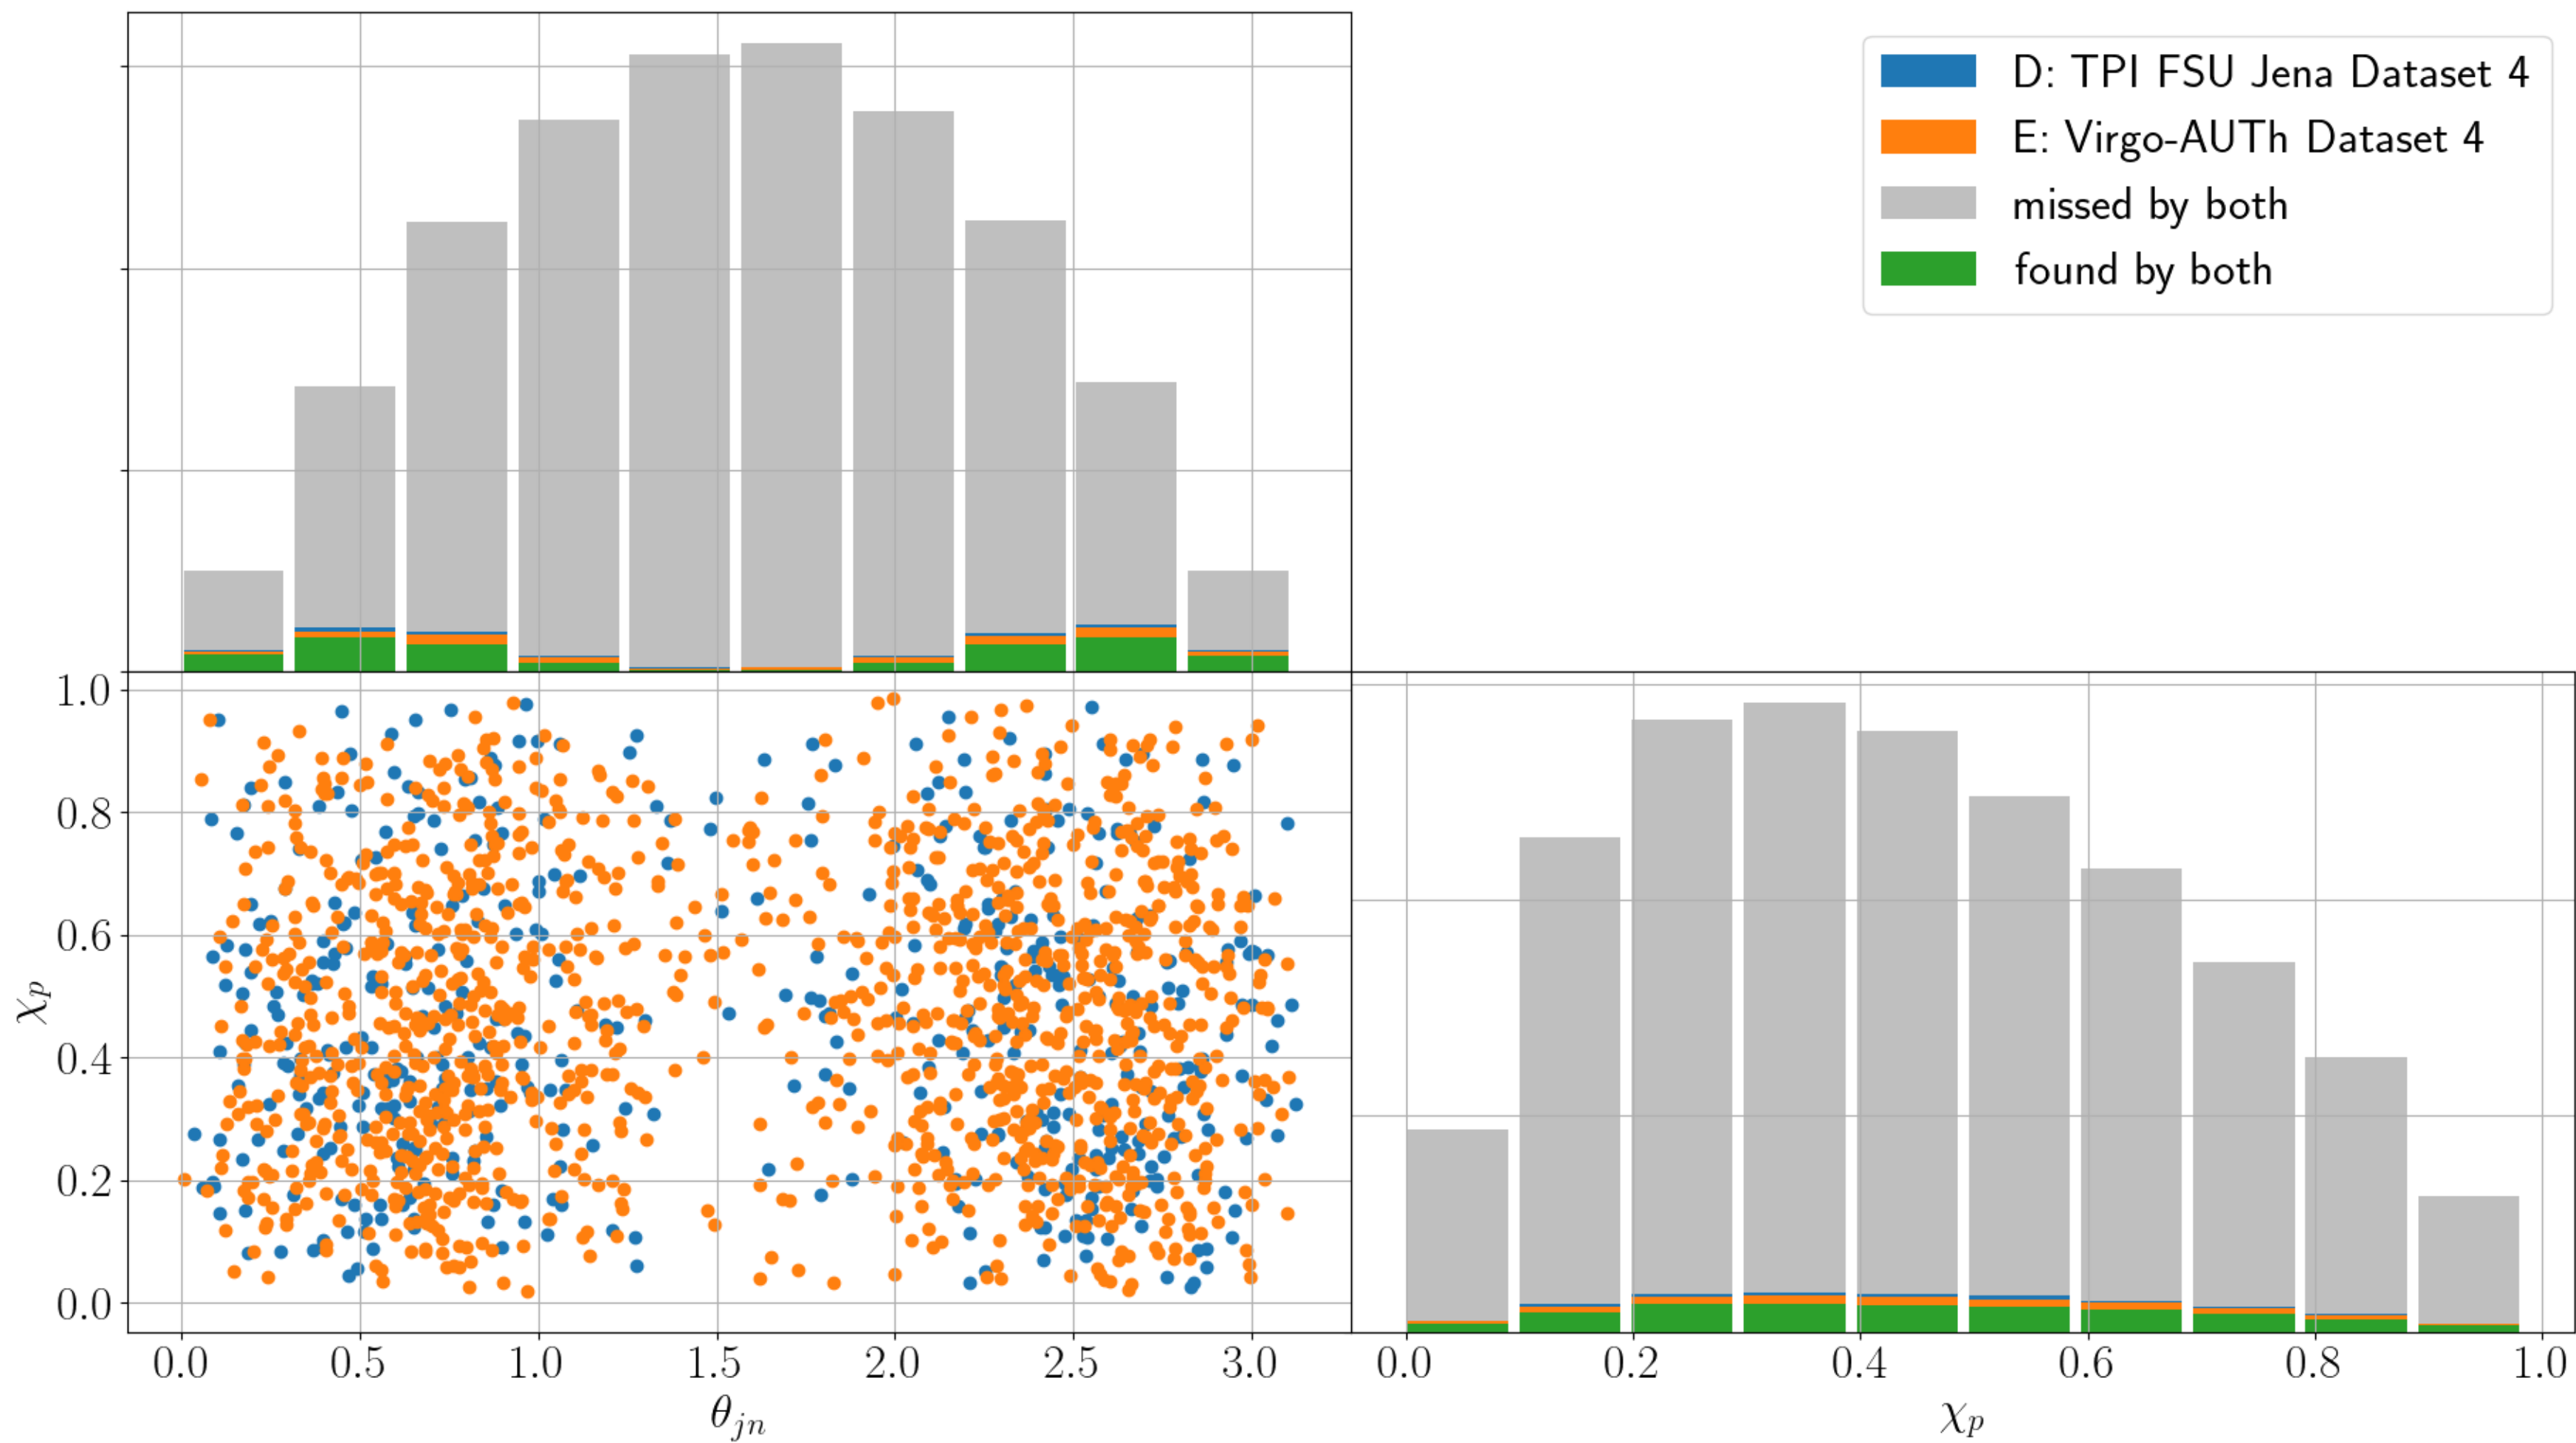 D: TPI FSU Jena Dataset 4
E: Virgo-AUTh Dataset 4
missed by both
found by both
1.0
0.8
0.6
0.4
0.2
0.0
χp
0.0 0.5 1.0 1.5 2.0 2.5 3.0
θjn
0.0 0.2 0.4 0.6 0.8 1.0
χp